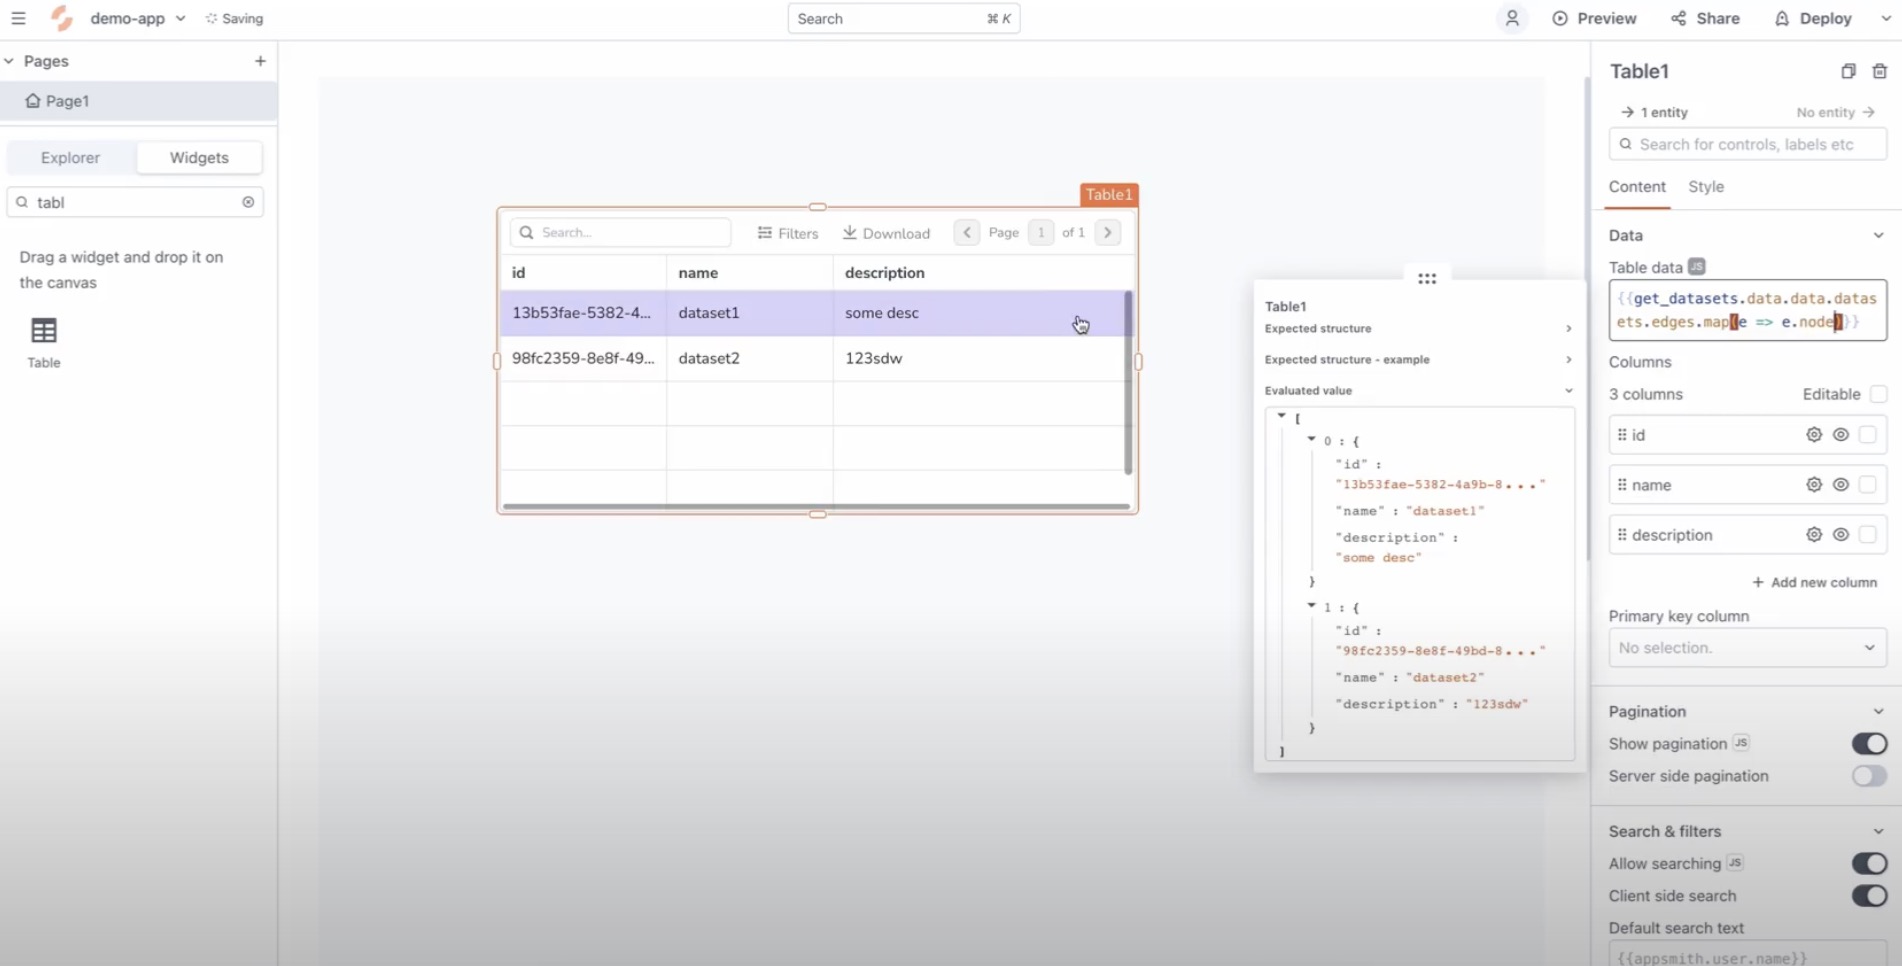 demo-app
Saving
Search
⌘ K
Preview
Share
Deploy
Pages
Page1
Explorer
Widgets
tabl
Drag a widget and drop it on
the canvas
Table
Table1
Search...
Filters
Download
Page
1
of 1
id
name
description
13b53fae-5382-4...
dataset1
some desc
98fc2359-8e8f-49...
dataset2
123sdw
Table1
Expected structure
Expected structure - example
Evaluated value
[
0 : {
"id" :
"13b53fae-5382-4a9b-8..."
"name" : "dataset1"
"description" :
"some desc"
}
1 : {
"id" :
"98fc2359-8e8f-49bd-8..."
"name" : "dataset2"
"description" : "123sdw"
}
]
Table1
1 entity
No entity
Search for controls, labels etc
Content
Style
Data
Table data JS
{{get_datasets.data.data.datas
ets.edges.map(e => e.node)}}
Columns
3 columns
Editable
id
name
description
+ Add new column
Primary key column
No selection.
Pagination
Show pagination JS
Server side pagination
Search & filters
Allow searching JS
Client side search
Default search text
{{appsmith.user.name}}